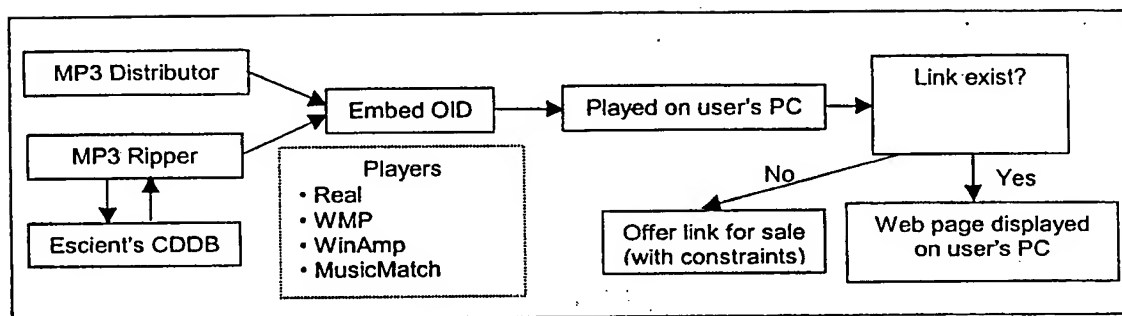 MP3 Distributor
MP3 Ripper
Escient's CDDB
Embed OID
Players
• Real
• WMP
• WinAmp
• MusicMatch
Played on user's PC
Link exist?
No
Yes
Offer link for sale
(with constraints)
Web page displayed
on user's PC